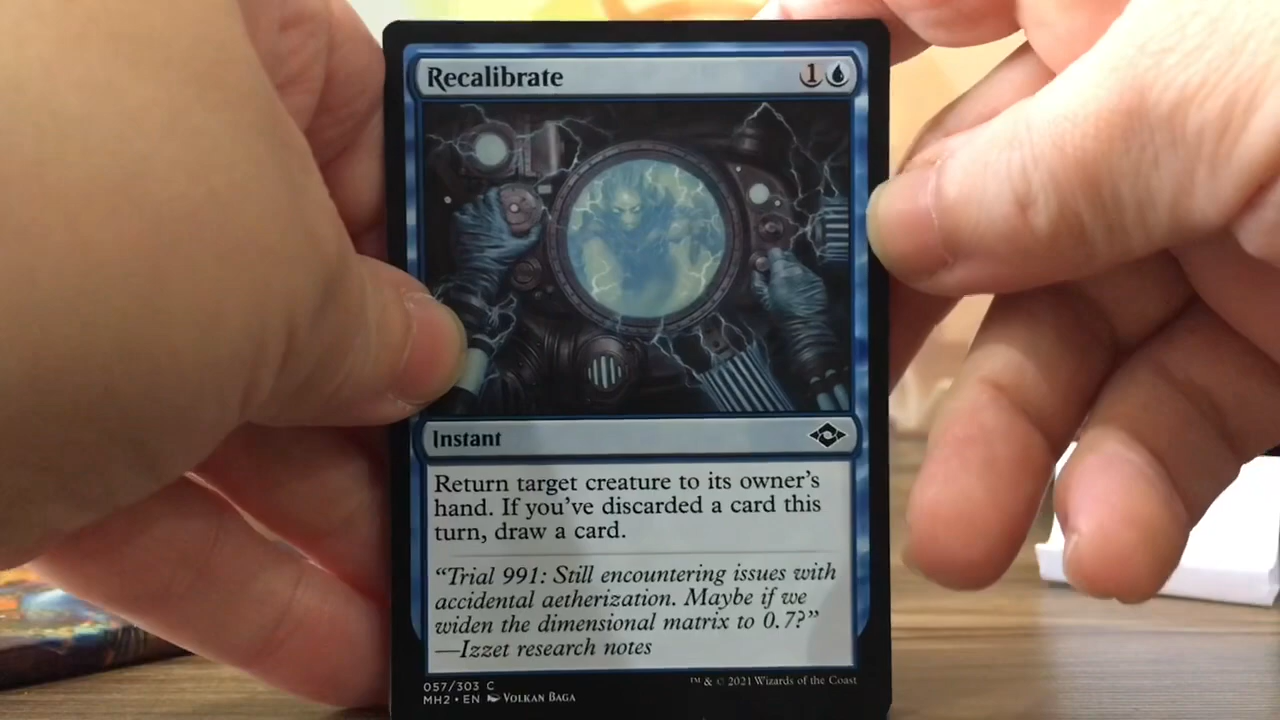 Recalibrate 1
Instant
Return target creature to its owner's
hand. If you've discarded a card this
turn, draw a card.
“Trial 991: Still encountering issues with
accidental aetherization. Maybe if we
widen the dimensional matrix to 0.7?”
—Izzet research notes
057/303 C
MH2 • EN VOLKAN BAGA
™ & © 2021 Wizards of the Coast